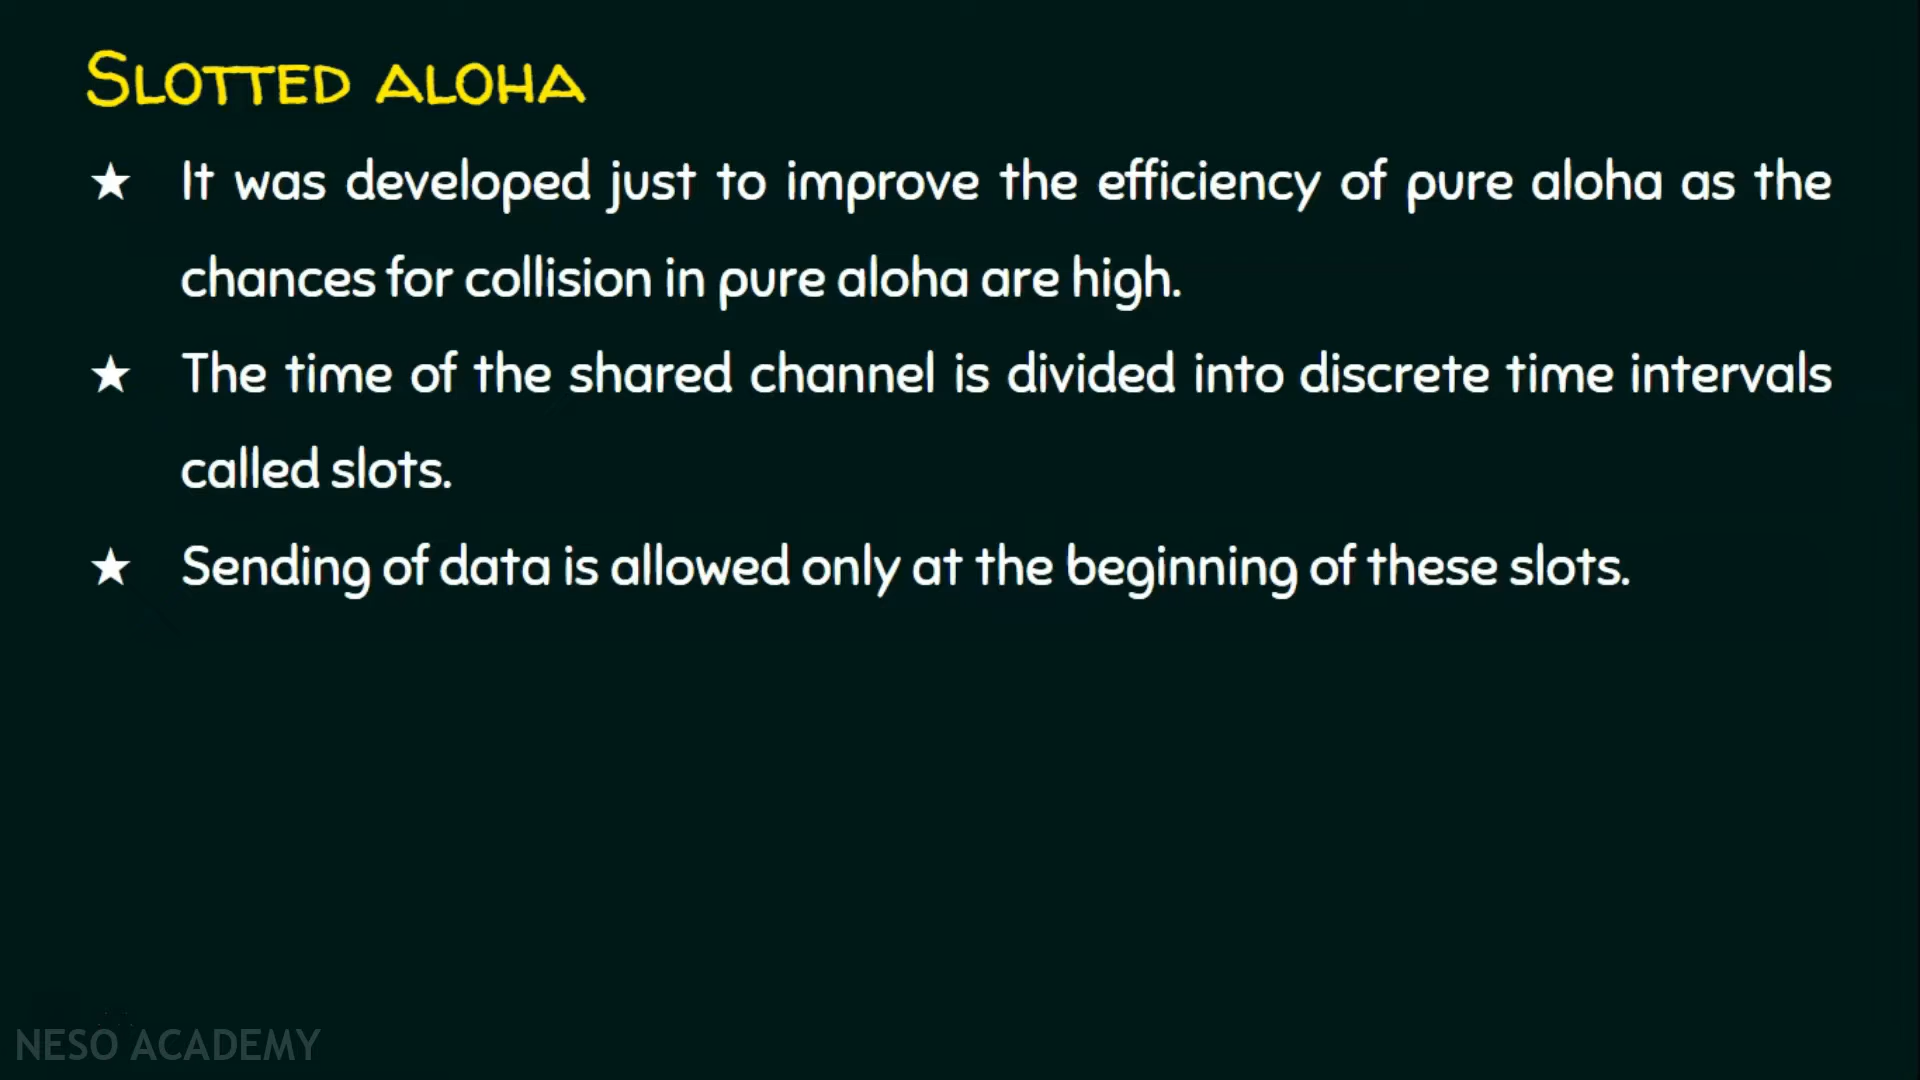 SLOTTED ALOHA
★ It was developed just to improve the efficiency of pure aloha as the
chances for collision in pure aloha are high.
★ The time of the shared channel is divided into discrete time intervals
called slots.
★ Sending of data is allowed only at the beginning of these slots.
NESO ACADEMY